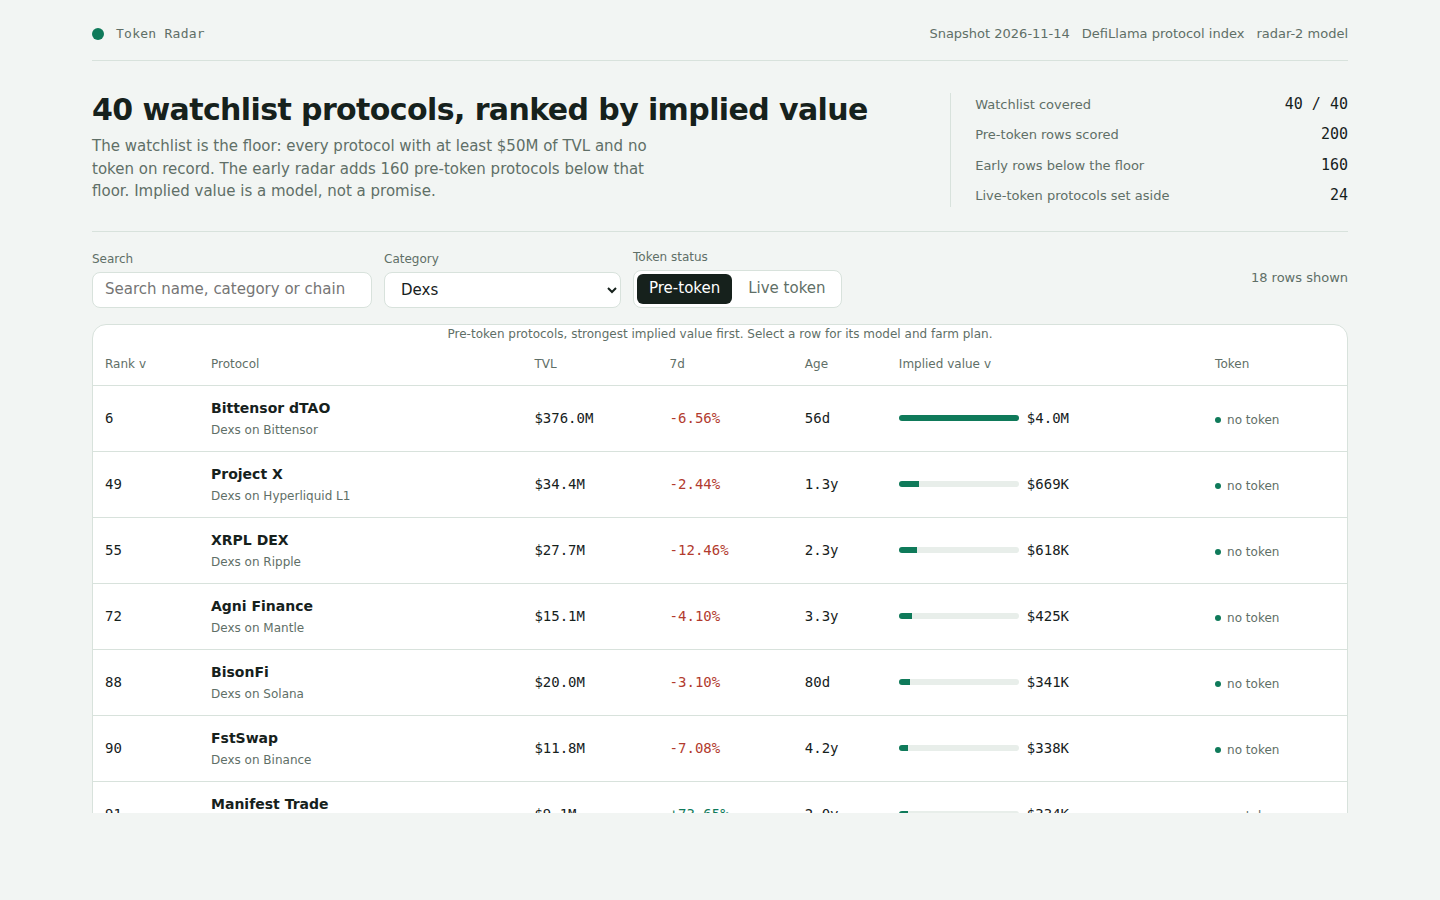 Token Radar
Snapshot 2026-11-14 DefiLlama protocol index radar-2 model
40 watchlist protocols, ranked by implied value
The watchlist is the floor: every protocol with at least $50M of TVL and no
token on record. The early radar adds 160 pre-token protocols below that
floor. Implied value is a model, not a promise.
Watchlist covered 40 / 40
Pre-token rows scored 200
Early rows below the floor 160
Live-token protocols set aside 24
Search
Category
Token status
Search name, category or chain
Dexs
Pre-token
Live token
18 rows shown
Pre-token protocols, strongest implied value first. Select a row for its model and farm plan.
Rank v Protocol TVL 7d Age Implied value v Token
6 Bittensor dTAO $376.0M -6.56% 56d $4.0M no token
Dexs on Bittensor
49 Project X $34.4M -2.44% 1.3y $669K no token
Dexs on Hyperliquid L1
55 XRPL DEX $27.7M -12.46% 2.3y $618K no token
Dexs on Ripple
72 Agni Finance $15.1M -4.10% 3.3y $425K no token
Dexs on Mantle
88 BisonFi $20.0M -3.10% 80d $341K no token
Dexs on Solana
90 FstSwap $11.8M -7.08% 4.2y $338K no token
Dexs on Binance
Manifest Trade